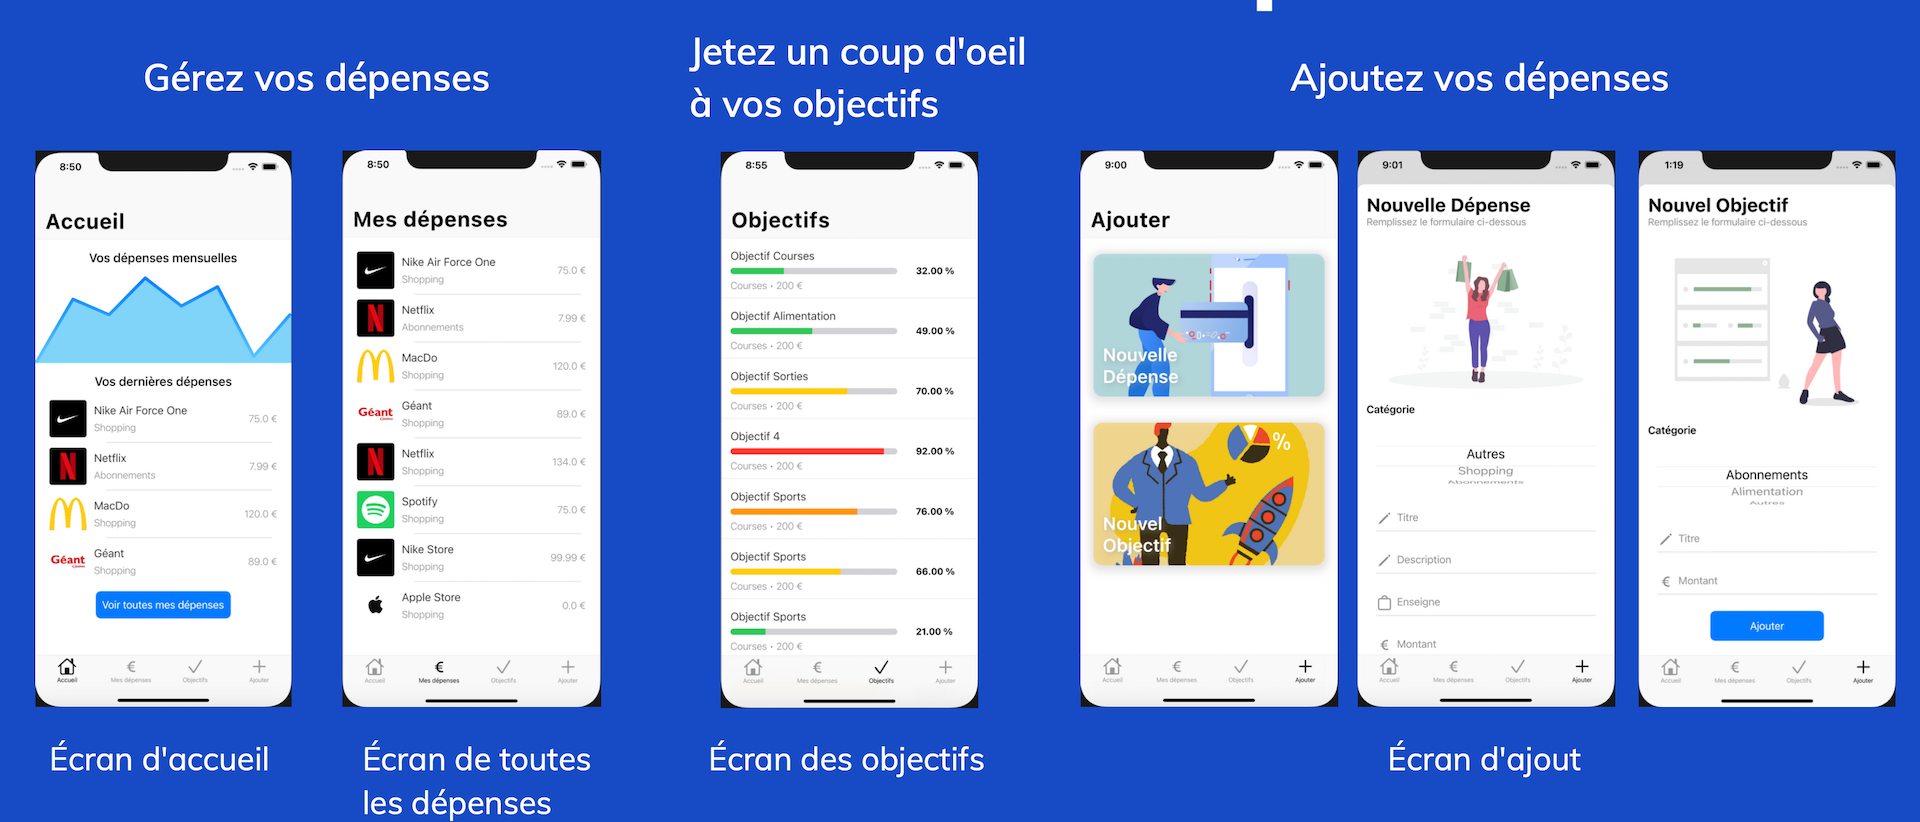 Gérez vos dépenses
Jetez un coup d'oeil
à vos objectifs
Ajoutez vos dépenses
8:50
Accueil
Vos dépenses mensuelles
Vos dernières dépenses
Nike Air Force One
Shopping
75.0 €
Netflix
Abonnements
7.99 €
MacDo
Shopping
120.0 €
Géant
Géant
Shopping
89.0 €
Voir toutes mes dépenses
Accueil
€
Mes dépenses
Objectifs
Ajouter
8:50
Mes dépenses
Nike Air Force One
Shopping
75.0 €
Netflix
Abonnements
7.99 €
MacDo
Shopping
120.0 €
Géant
Géant
Shopping
89.0 €
Netflix
Shopping
134.0 €
Spotify
Shopping
75.0 €
Nike Store
Shopping
99.99 €
Apple Store
Shopping
0.0 €
Accueil
€
Mes dépenses
Objectifs
Ajouter
8:55
Objectifs
Objectif Courses
32.00 %
Courses • 200 €
Objectif Alimentation
49.00 %
Courses • 200 €
Objectif Sorties
70.00 %
Courses • 200 €
Objectif 4
92.00 %
Courses • 200 €
Objectif Sports
76.00 %
Courses • 200 €
Objectif Sports
66.00 %
Courses • 200 €
Objectif Sports
21.00 %
Courses • 200 €
Accueil
€
Mes dépenses
Objectifs
Ajouter
9:00
Ajouter
Nouvelle
Dépense
%
Nouvel
Objectif
Accueil
€
Mes dépenses
Objectifs
Ajouter
9:01
Nouvelle Dépense
Remplissez le formulaire ci-dessous
Catégorie
Autres
Shopping
Abonnements
Titre
Description
Enseigne
€ Montant
Accueil
€
Mes dépenses
Objectifs
Ajouter
1:19
Nouvel Objectif
Remplissez le formulaire ci-dessous
Catégorie
Abonnements
Alimentation
Autres
Titre
€ Montant
Ajouter
Accueil
€
Mes dépenses
Objectifs
Ajouter
Écran d'accueil
Écran de toutes
les dépenses
Écran des objectifs
Écran d'ajout